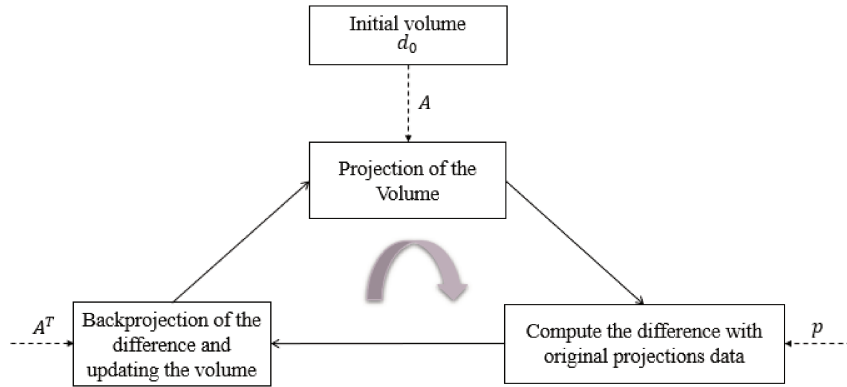 Initial volume
d₀
A
Projection of the
Volume
Aᵀ
Backprojection of the
difference and
updating the volume
Compute the difference with
original projections data
p